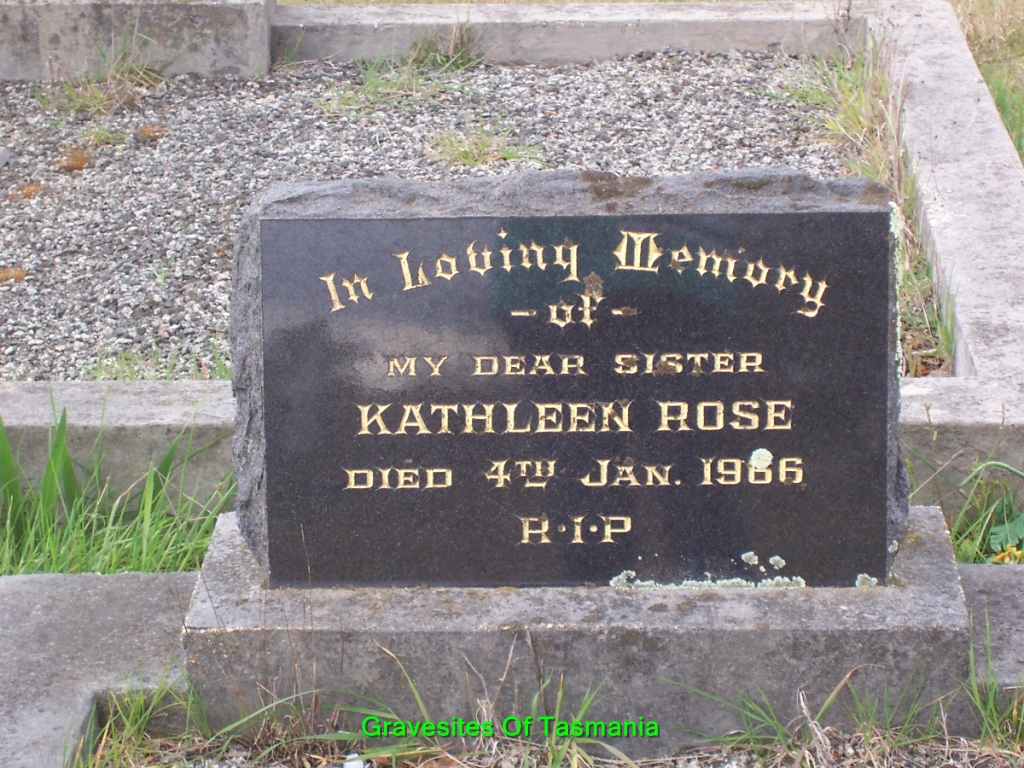 In Loving Memory
- of -
MY DEAR SISTER
KATHLEEN ROSE
DIED 4TH JAN. 1966
R·I·P
Gravesites Of Tasmania